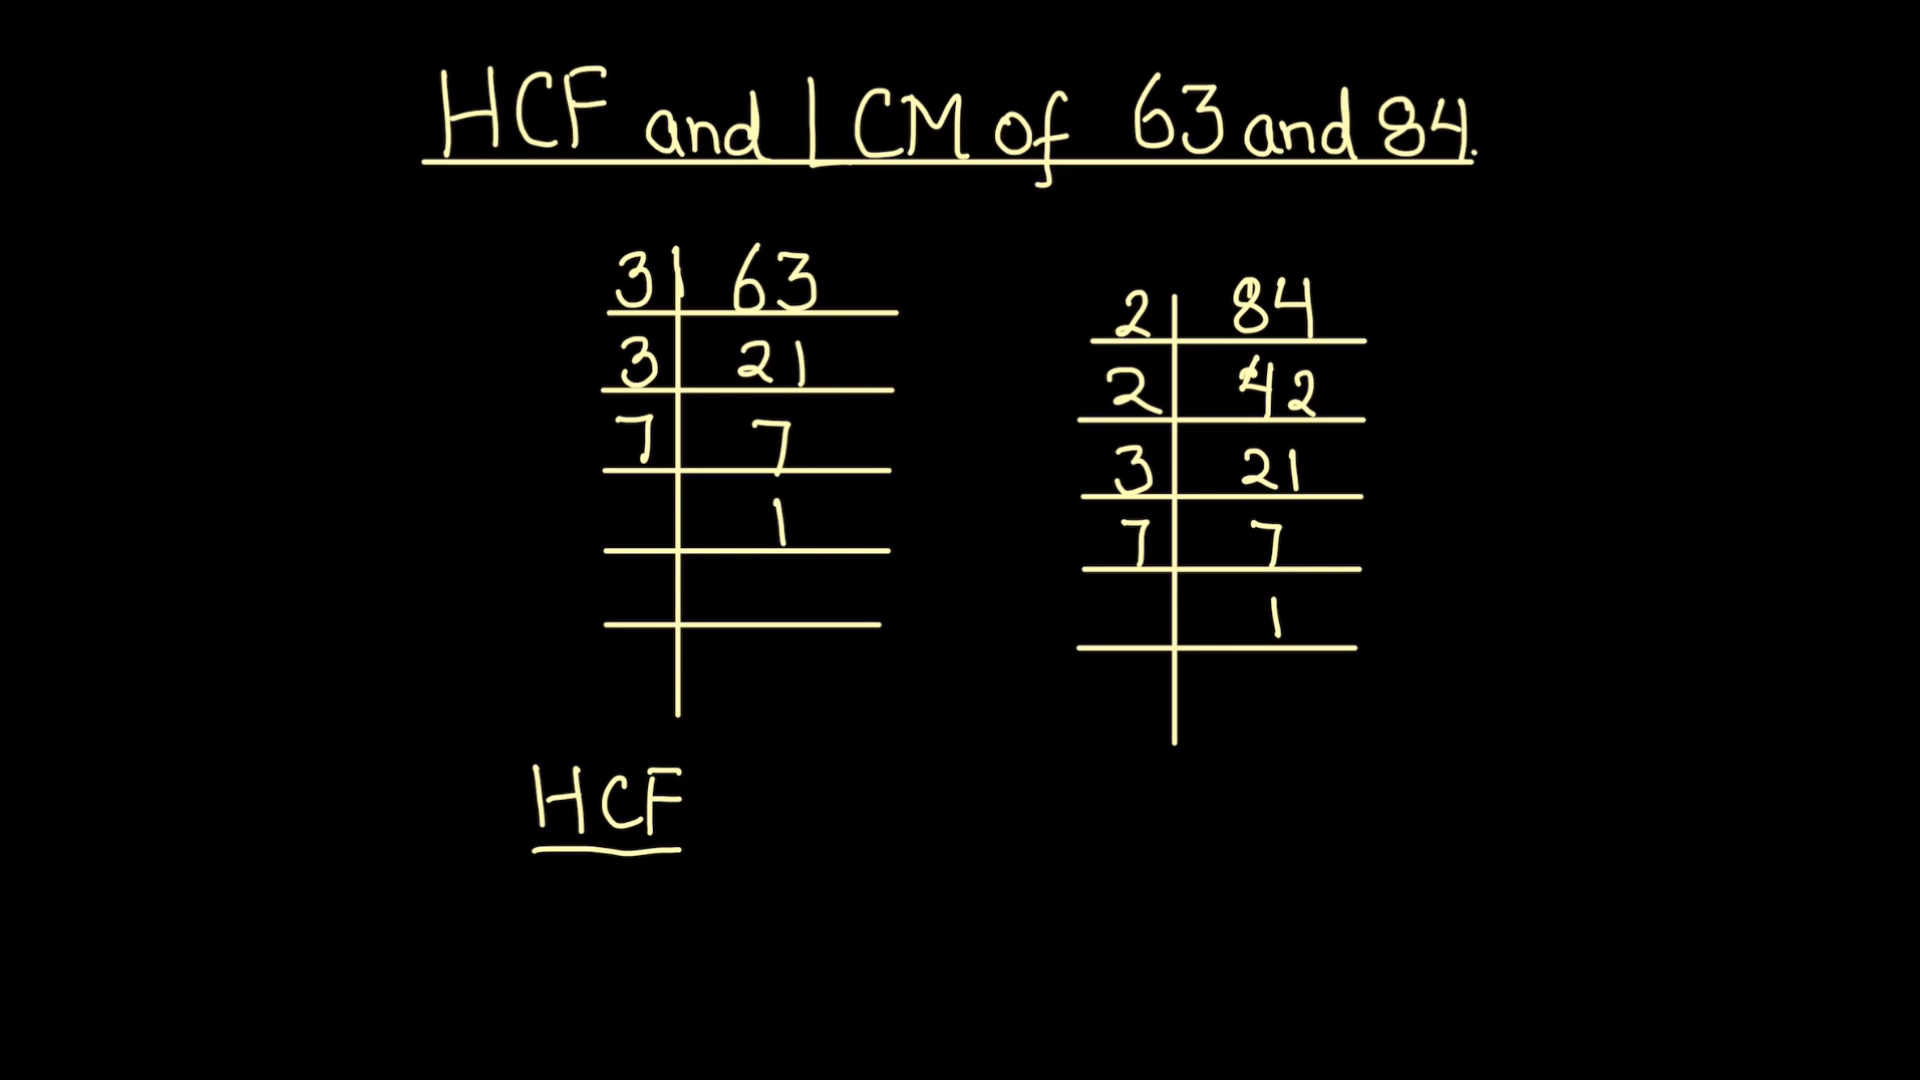 HCF and LCM of 63 and 84.
3 | 63
3 | 21
7 | 7
1
2 | 84
2 | 42
3 | 21
7 | 7
1
HCF